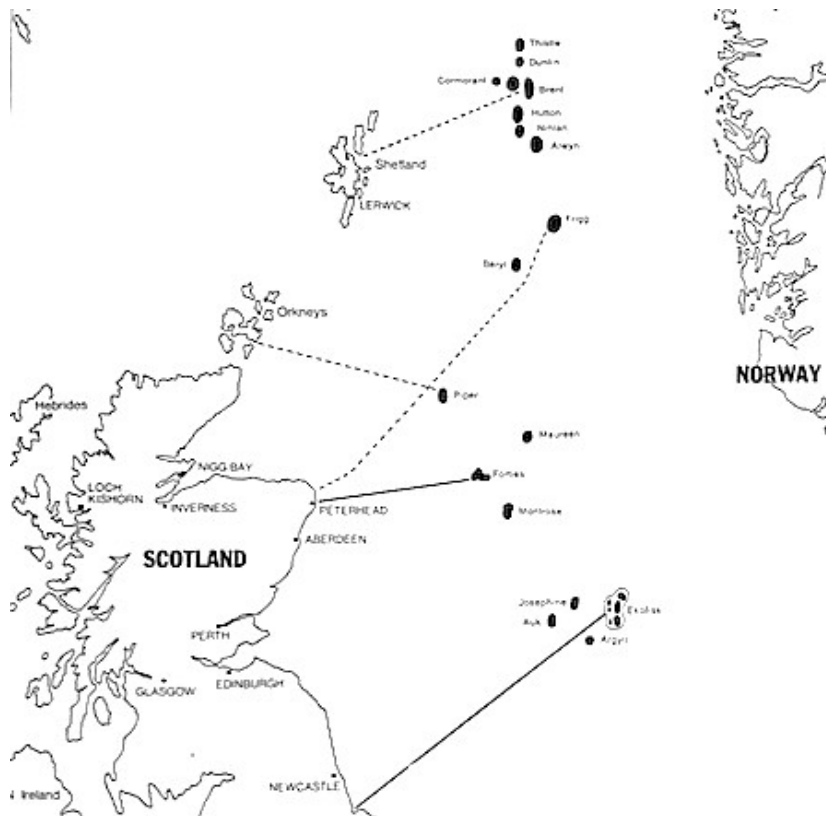 Thistle
Dunlin
Cormorant
Brent
Hutton
Ninian
Alwyn
Shetland
LERWICK
Frigg
Beryl
Orkneys
NORWAY
Piper
Hebrides
Maureen
NIGG BAY
Forties
LOCH
KISHORN
INVERNESS
PETERHEAD
Montrose
ABERDEEN
SCOTLAND
Josephine
Ekofisk
Auk
PERTH
Argyll
EDINBURGH
GLASGOW
NEWCASTLE
Ireland